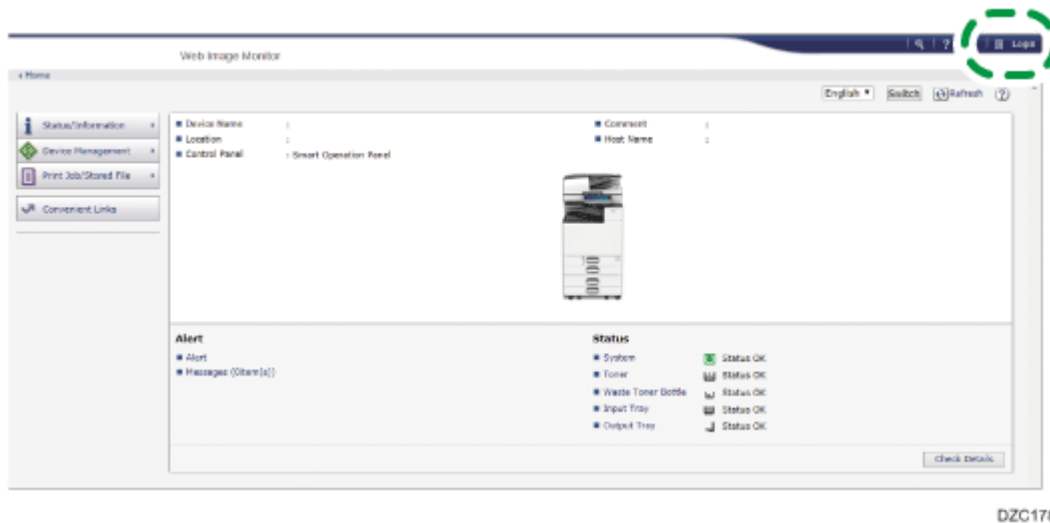 Web Image Monitor
? Login
Home
English Switch Refresh ?
Status/Information
Device Management
Print Job/Stored File
Convenient Links
Device Name :
Location :
Control Panel : Smart Operation Panel
Comment :
Host Name :
Alert
Alert
Messages (0item(s))
Status
System Status OK
Toner Status OK
Waste Toner Bottle Status OK
Input Tray Status OK
Output Tray Status OK
Check Details
DZC178